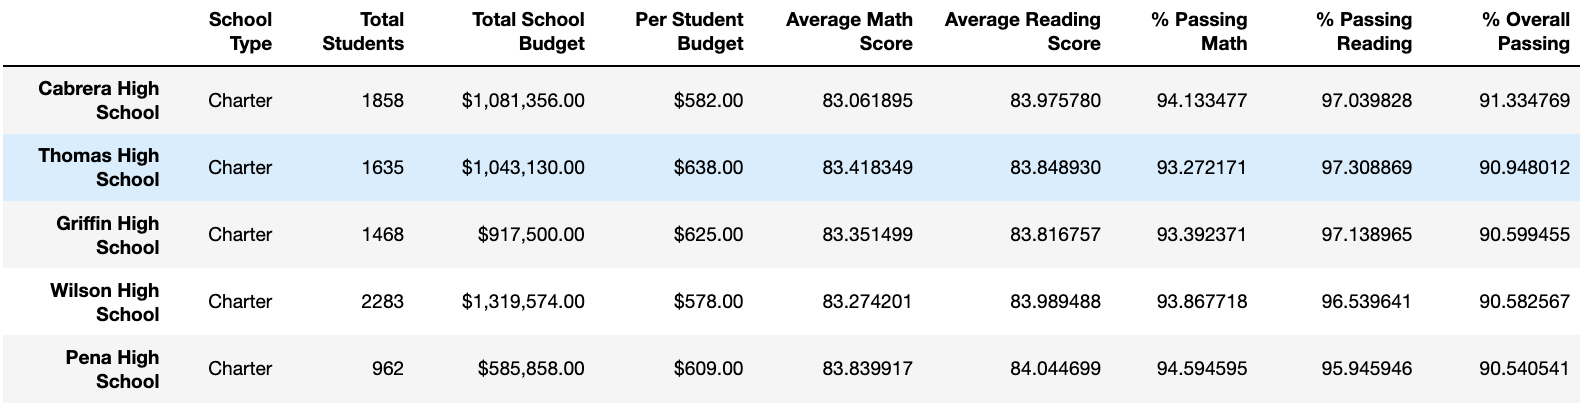 School Total Total School Per Student Average Math Average Reading % Passing % Passing % Overall
Type Students Budget Budget Score Score Math Reading Passing
Cabrera High
School Charter 1858 $1,081,356.00 $582.00 83.061895 83.975780 94.133477 97.039828 91.334769
Thomas High
School Charter 1635 $1,043,130.00 $638.00 83.418349 83.848930 93.272171 97.308869 90.948012
Griffin High
School Charter 1468 $917,500.00 $625.00 83.351499 83.816757 93.392371 97.138965 90.599455
Wilson High
School Charter 2283 $1,319,574.00 $578.00 83.274201 83.989488 93.867718 96.539641 90.582567
Pena High
School Charter 962 $585,858.00 $609.00 83.839917 84.044699 94.594595 95.945946 90.540541